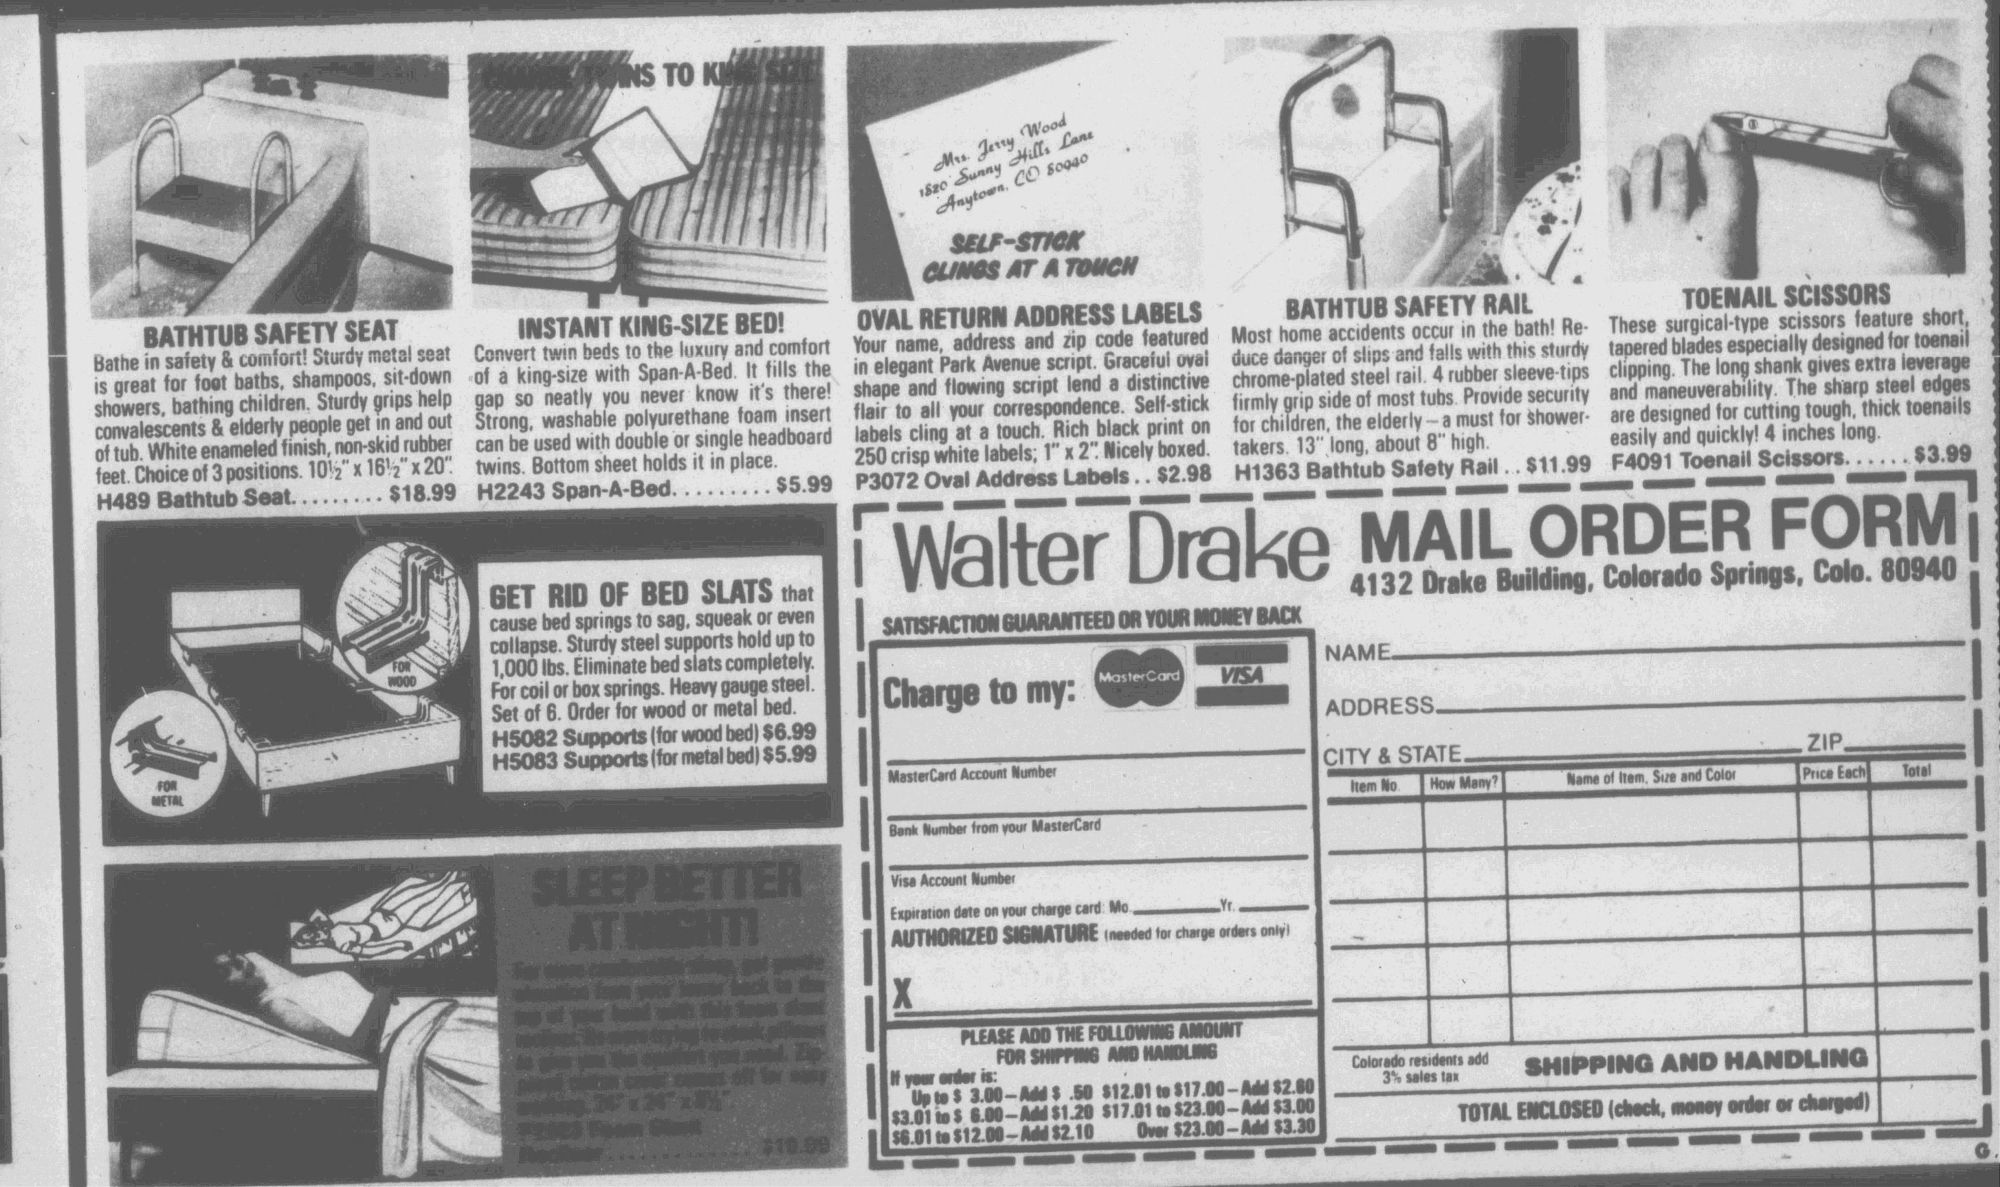 CHANGE TWINS TO KING SIZE
BATHTUB SAFETY SEAT
Bathe in safety & comfort! Sturdy metal seat
is great for foot baths, shampoos, sit-down
showers, bathing children. Sturdy grips help
convalescents & elderly people get in and out
of tub. White enameled finish, non-skid rubber
feet. Choice of 3 positions. 10½" x 16½" x 20".
H489 Bathtub Seat. . . . . . . . . $18.99
INSTANT KING-SIZE BED!
Convert twin beds to the luxury and comfort
of a king-size with Span-A-Bed. It fills the
gap so neatly you never know it's there!
Strong, washable polyurethane foam insert
can be used with double or single headboard
twins. Bottom sheet holds it in place.
H2243 Span-A-Bed. . . . . . . . . $5.99
Mrs. Jerry Wood
1820 Sunny Hills Lane
Anytown, CO 80940
SELF-STICK
CLINGS AT A TOUCH
OVAL RETURN ADDRESS LABELS
Your name, address and zip code featured
in elegant Park Avenue script. Graceful oval
shape and flowing script lend a distinctive
flair to all your correspondence. Self-stick
labels cling at a touch. Rich black print on
250 crisp white labels; 1" x 2". Nicely boxed.
P3072 Oval Address Labels . . $2.98
BATHTUB SAFETY RAIL
Most home accidents occur in the bath! Re-
duce danger of slips and falls with this sturdy
chrome-plated steel rail. 4 rubber sleeve-tips
firmly grip side of most tubs. Provide security
for children, the elderly — a must for shower-
takers. 13" long, about 8" high.
H1363 Bathtub Safety Rail . . $11.99
TOENAIL SCISSORS
These surgical-type scissors feature short,
tapered blades especially designed for toenail
clipping. The long shank gives extra leverage
and maneuverability. The sharp steel edges
are designed for cutting tough, thick toenails
easily and quickly! 4 inches long.
F4091 Toenail Scissors. . . . . . $3.99
FOR
WOOD
FOR
METAL
GET RID OF BED SLATS that
cause bed springs to sag, squeak or even
collapse. Sturdy steel supports hold up to
1,000 lbs. Eliminate bed slats completely.
For coil or box springs. Heavy gauge steel.
Set of 6. Order for wood or metal bed.
H5082 Supports (for wood bed) $6.99
H5083 Supports (for metal bed) $5.99
SLEEP BETTER
AT NIGHT!
Walter Drake MAIL ORDER FORM
4132 Drake Building, Colorado Springs, Colo. 80940
SATISFACTION GUARANTEED OR YOUR MONEY BACK
Charge to my: MasterCard VISA
MasterCard Account Number
Bank Number from your MasterCard
Visa Account Number
Expiration date on your charge card: Mo. Yr.
AUTHORIZED SIGNATURE (needed for charge orders only)
X
PLEASE ADD THE FOLLOWING AMOUNT
FOR SHIPPING AND HANDLING
If your order is:
Up to $ 3.00 — Add $ .50 $12.01 to $17.00 — Add $2.60
$3.01 to $ 6.00 — Add $1.20 $17.01 to $23.00 — Add $3.00
$6.01 to $12.00 — Add $2.10 Over $23.00 — Add $3.30
NAME
ADDRESS
CITY & STATE ZIP
Item No. How Many? Name of Item, Size and Color Price Each Total
Colorado residents add
3% sales tax
SHIPPING AND HANDLING
TOTAL ENCLOSED (check, money order or charged)
G